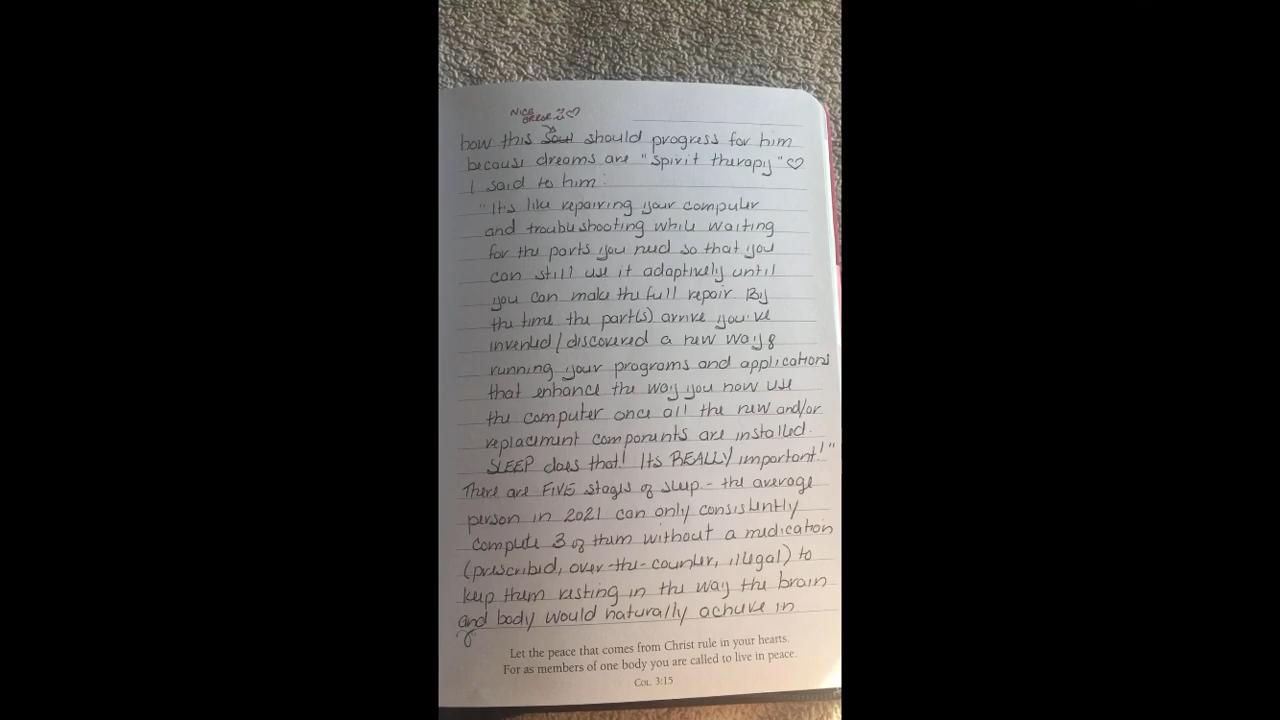 NICE
how this soul should progress for him
because dreams are "spirit therapy" ♡
I said to him:
"It's like repairing your computer
and troubushooting while waiting
for the parts you need so that you
can still use it adaptively until
you can make the full repair. By
the time the part(s) arrive you've
invented/discovered a new way of
running your programs and applications
that enhance the way you now use
the computer once all the new and/or
replacement components are installed.
SLEEP does that! Its REALLY important!"
There are FIVE stages of sleep - the average
person in 2021 can only consistently
compute 3 of them without a medication
(prescribed, over-the-counter, illegal) to
keep them resting in the way the brain
and body would naturally achieve in
Let the peace that comes from Christ rule in your hearts.
For as members of one body you are called to live in peace.
COL. 3:15